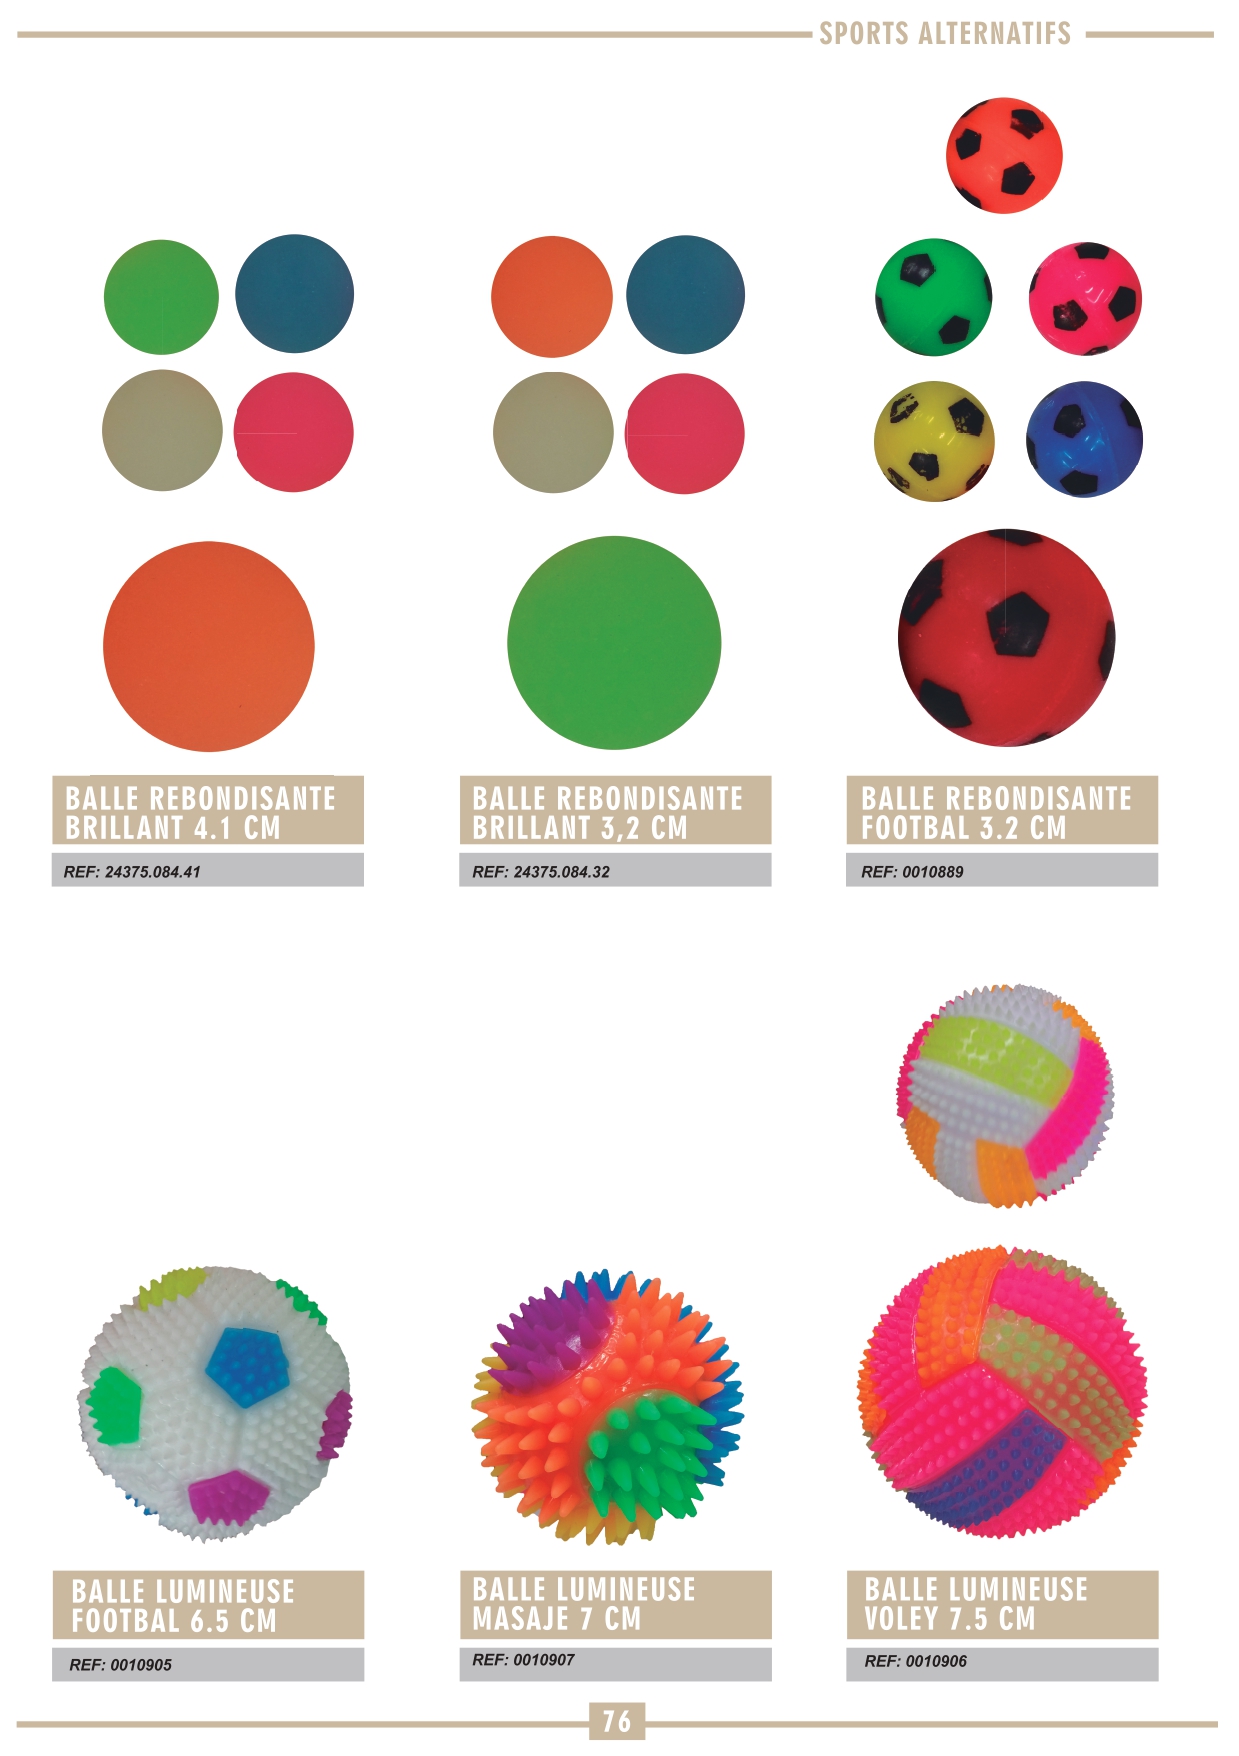 SPORTS ALTERNATIFS
BALLE REBONDISANTE
BRILLANT 4.1 CM
REF: 24375.084.41
BALLE REBONDISANTE
BRILLANT 3,2 CM
REF: 24375.084.32
BALLE REBONDISANTE
FOOTBAL 3.2 CM
REF: 0010889
BALLE LUMINEUSE
FOOTBAL 6.5 CM
REF: 0010905
BALLE LUMINEUSE
MASAJE 7 CM
REF: 0010907
BALLE LUMINEUSE
VOLEY 7.5 CM
REF: 0010906
76